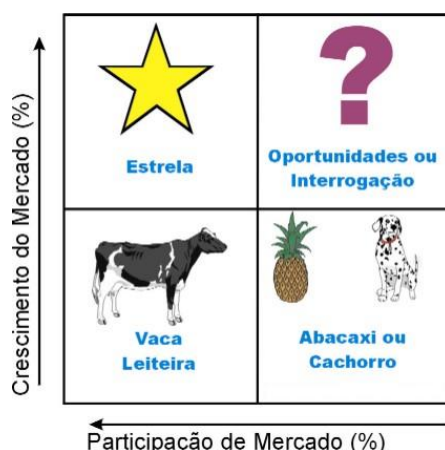 Crescimento do Mercado (%)
Estrela
Oportunidades ou
Interrogação
Vaca
Leiteira
Abacaxi ou
Cachorro
Participação de Mercado (%)